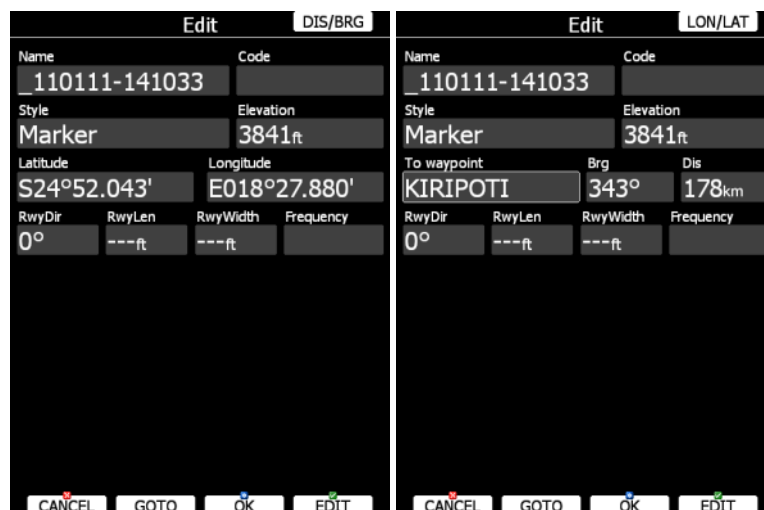 Edit DIS/BRG
Name Code
_110111-141033
Style Elevation
Marker 3841ft
Latitude Longitude
S24°52.043' E018°27.880'
RwyDir RwyLen RwyWidth Frequency
0° ---ft ---ft
CANCEL GOTO OK EDIT
Edit LON/LAT
Name Code
_110111-141033
Style Elevation
Marker 3841ft
To waypoint Brg Dis
KIRIPOTI 343° 178km
RwyDir RwyLen RwyWidth Frequency
0° ---ft ---ft
CANCEL GOTO OK EDIT